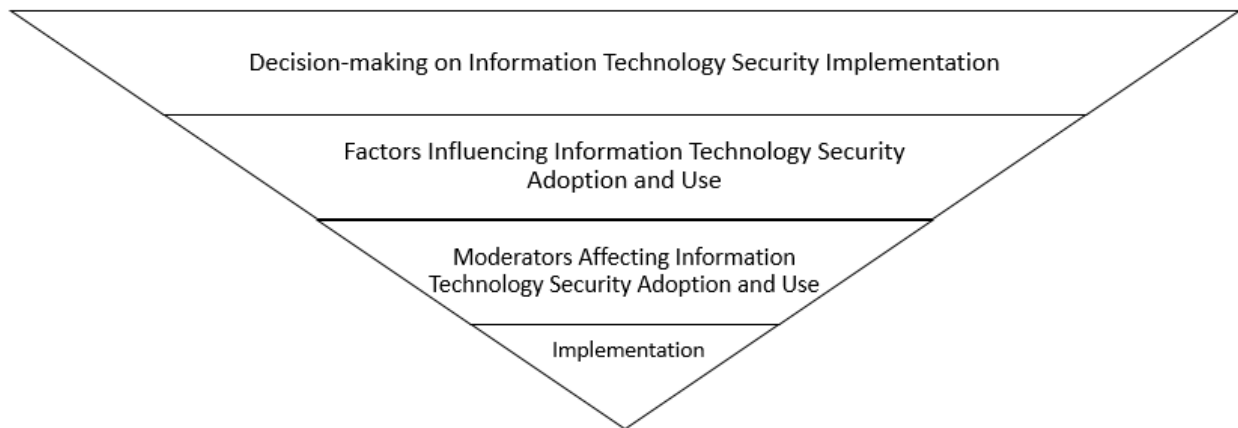 Decision-making on Information Technology Security Implementation
Factors Influencing Information Technology Security
Adoption and Use
Moderators Affecting Information
Technology Security Adoption and Use
Implementation